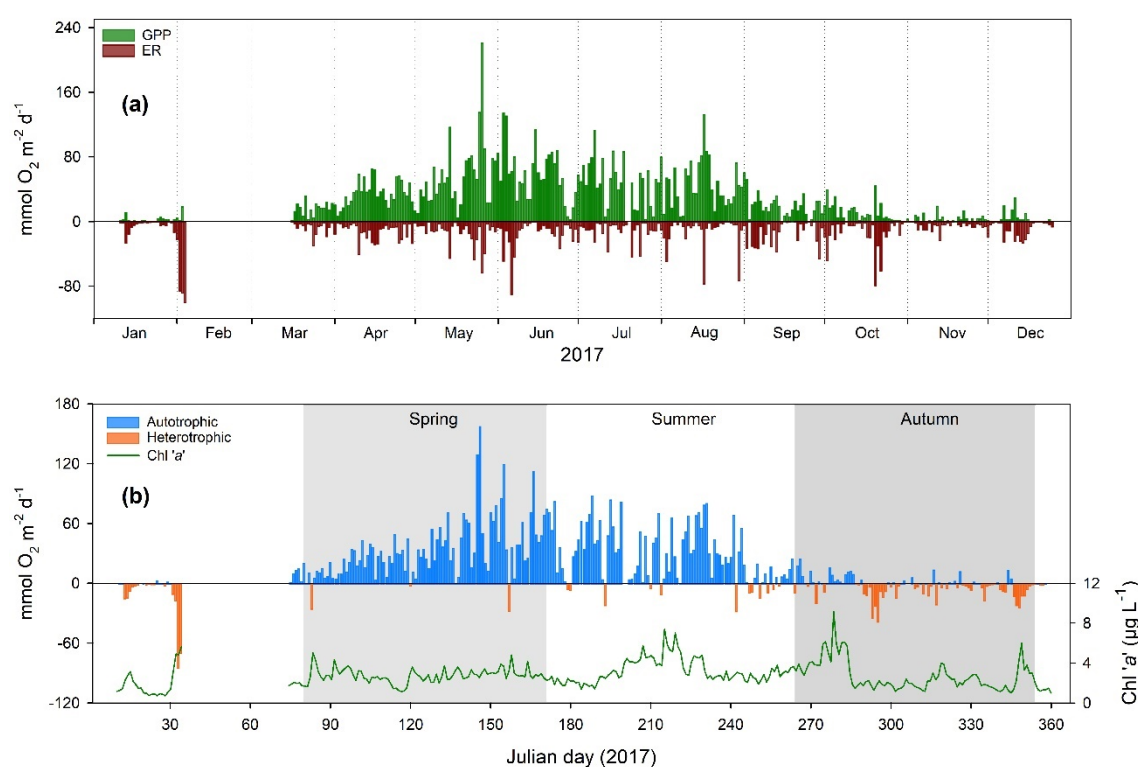 240
160
80
0
-80
mmol O₂ m⁻² d⁻¹
GPP
ER
(a)
Jan Feb Mar Apr May Jun Jul Aug Sep Oct Nov Dec
2017
180
120
60
0
-60
-120
mmol O₂ m⁻² d⁻¹
Autotrophic
Heterotrophic
Chl 'a'
(b)
Spring Summer Autumn
12
8
4
0
Chl 'a' (µg L⁻¹)
30 60 90 120 150 180 210 240 270 300 330 360
Julian day (2017)